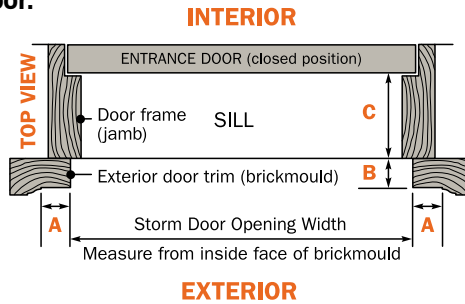 oor.
INTERIOR
ENTRANCE DOOR (closed position)
TOP VIEW
Door frame
(jamb)
SILL
C
Exterior door trim (brickmould)
B
A
Storm Door Opening Width
A
Measure from inside face of brickmould
EXTERIOR